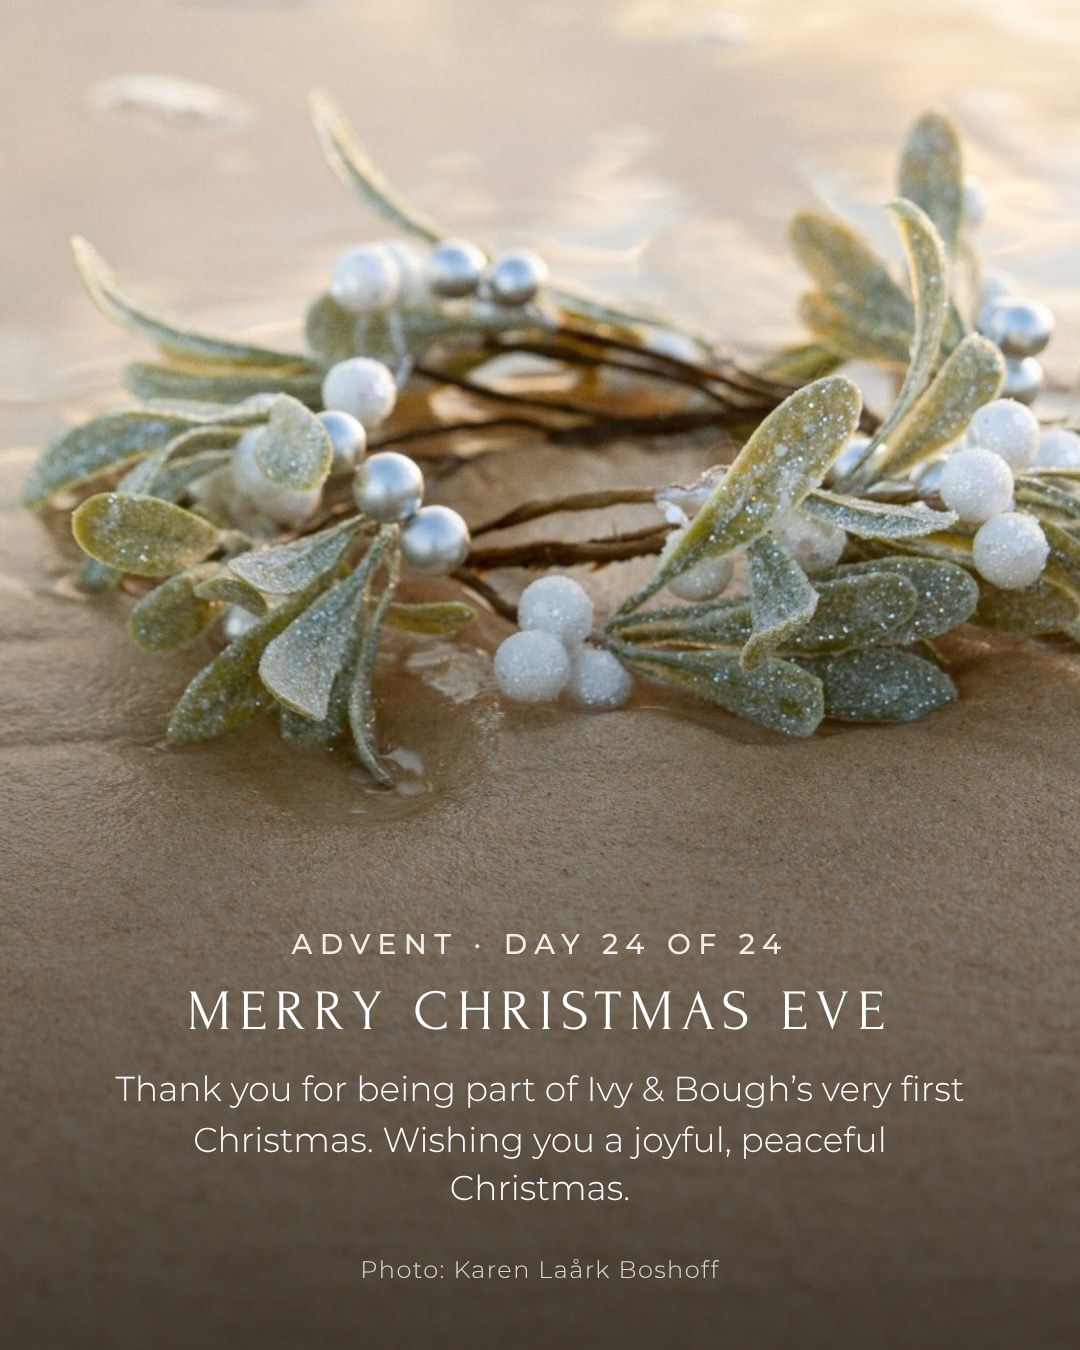 ADVENT · DAY 24 OF 24
MERRY CHRISTMAS EVE
Thank you for being part of Ivy & Bough’s very first
Christmas. Wishing you a joyful, peaceful
Christmas.
Photo: Karen Laårk Boshoff